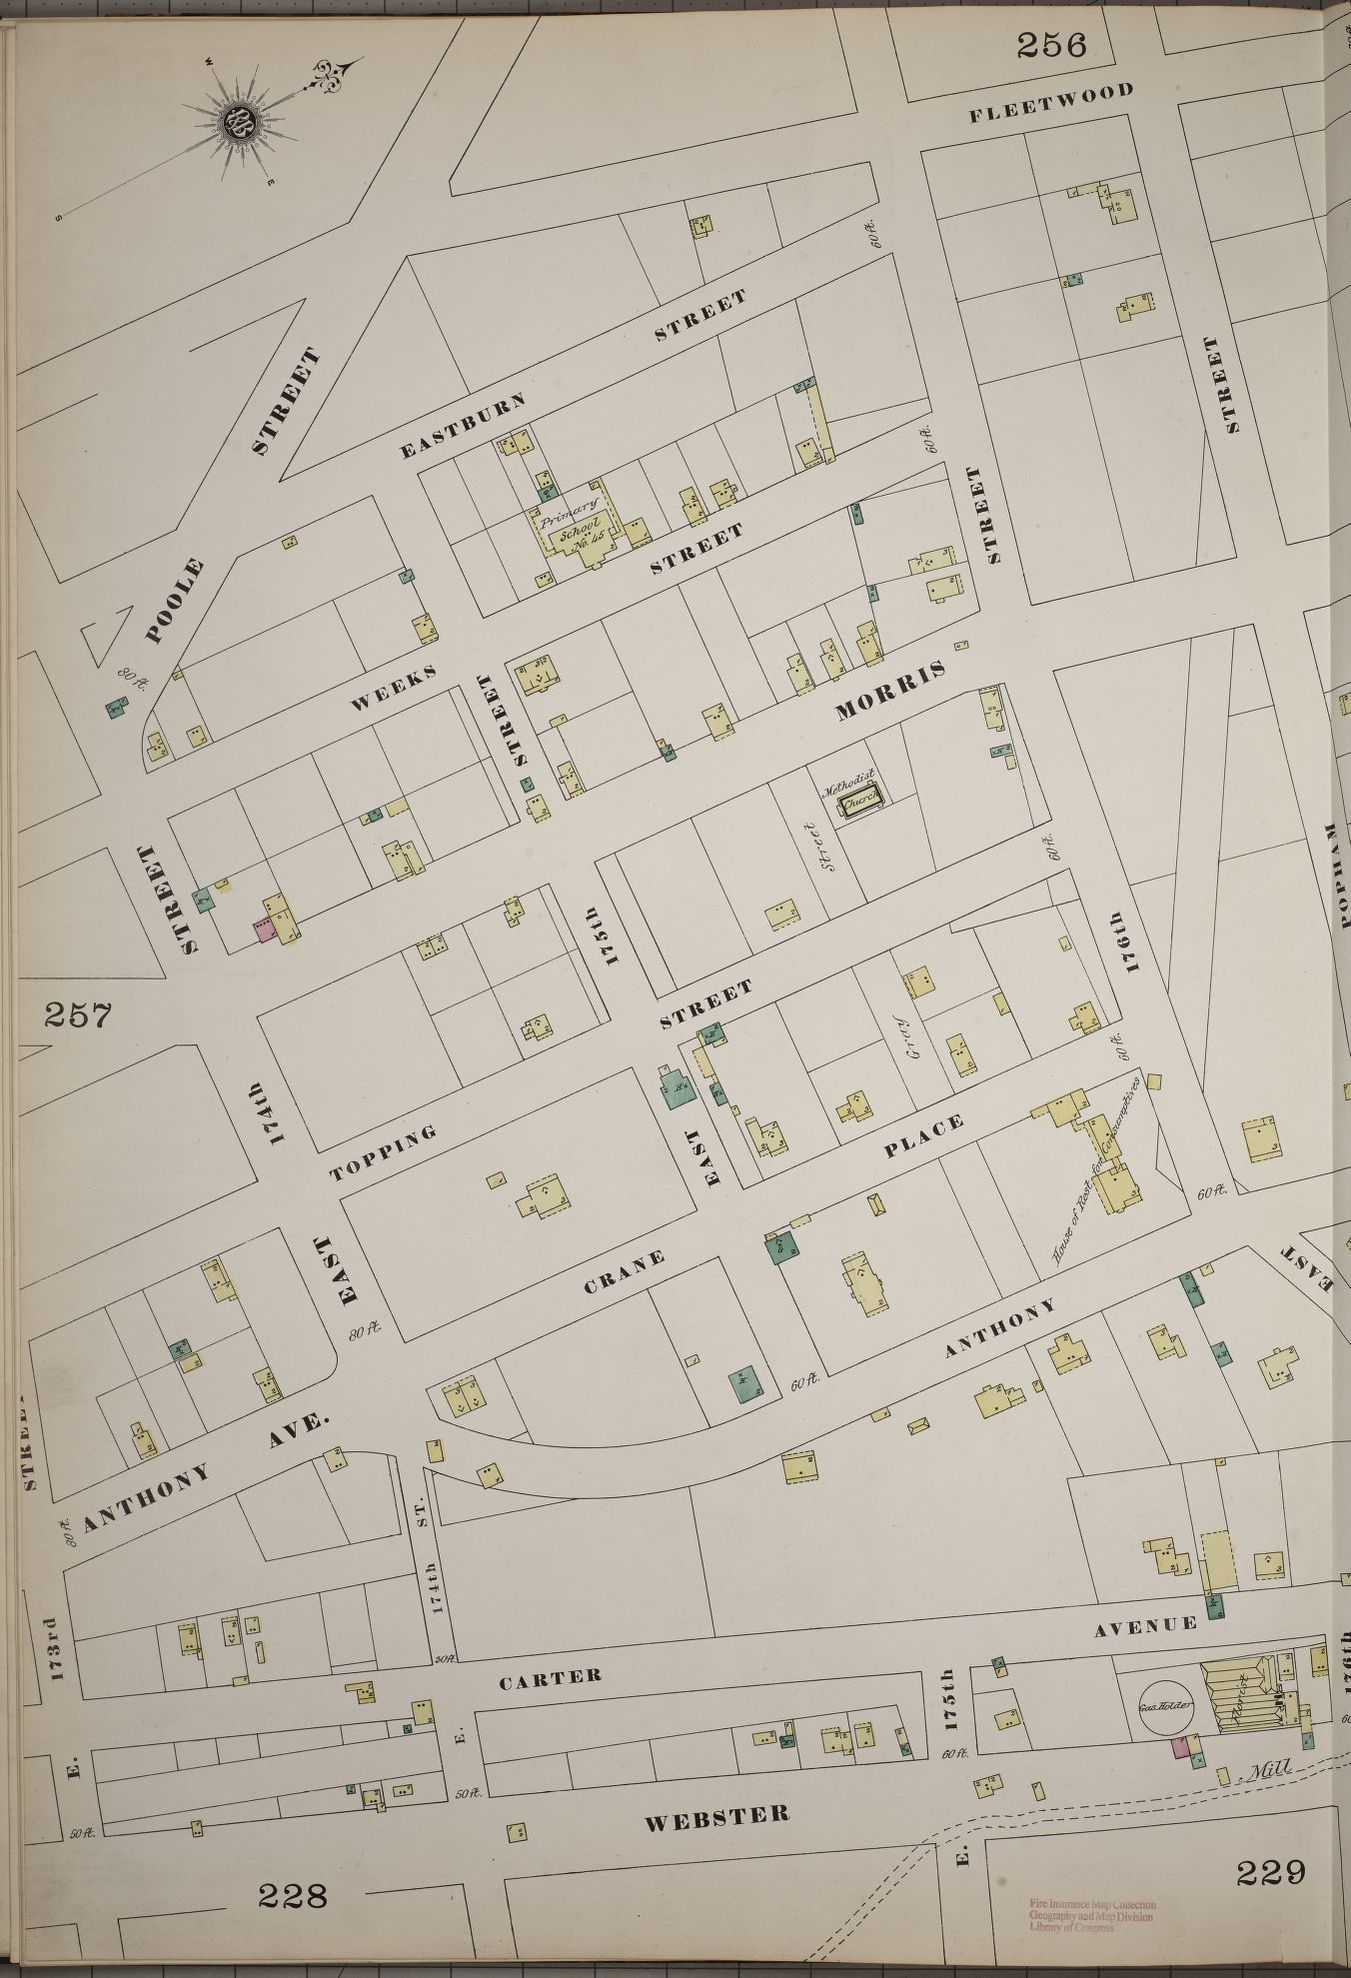 256
FLEETWOOD
W
E
S
60 ft.
STREET
STREET
STREET
EASTBURN
60 ft.
STREET
Primary
School
No. 45
STREET
POOLE
80 ft.
WEEKS
STREET
MORRIS
Methodist
Church
Street
60 ft.
POPHAM
STREET
175th
176th
257
STREET
Gray
60 ft.
174th
TOPPING
EAST
PLACE
House of Rest for Consumptives
60 ft.
EAST
CRANE
EAST
80 ft.
ANTHONY
60 ft.
STREET
AVE.
ANTHONY
80 ft.
174th ST.
173rd
AVENUE
30 ft.
CARTER
175th
176th
Gas Holder
Florist
E.
E.
60 ft.
60
50 ft.
50 ft.
Mill
WEBSTER
E.
228
229
Fire Insurance Map Collection
Geography and Map Division
Library of Congress